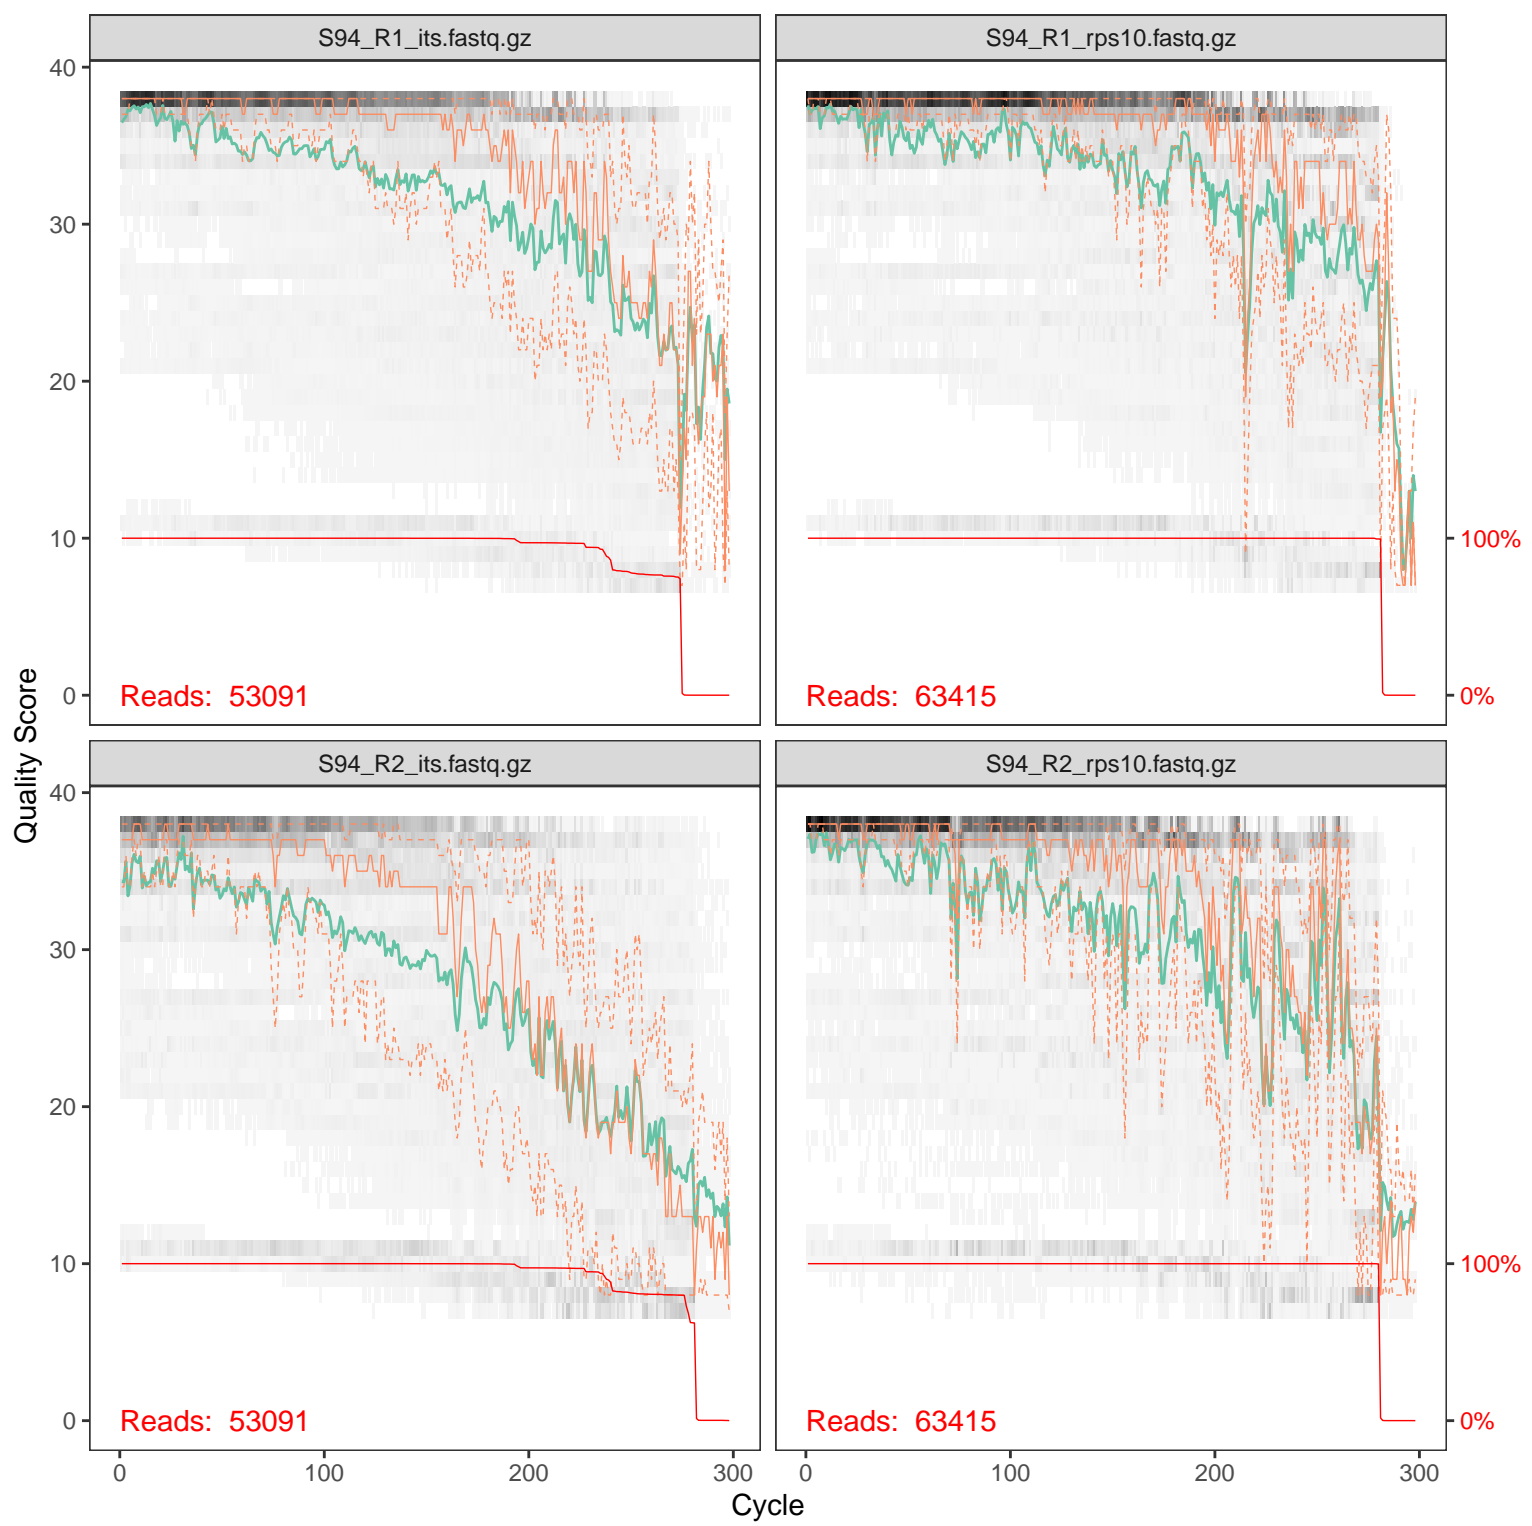 S94_R1_its.fastq.gz
S94_R1_rps10.fastq.gz
40
30
20
10
0
100%
0%
Reads: 53091
Reads: 63415
Quality Score
S94_R2_its.fastq.gz
S94_R2_rps10.fastq.gz
40
30
20
10
0
100%
0%
Reads: 53091
Reads: 63415
0
100
200
300
0
100
200
300
Cycle